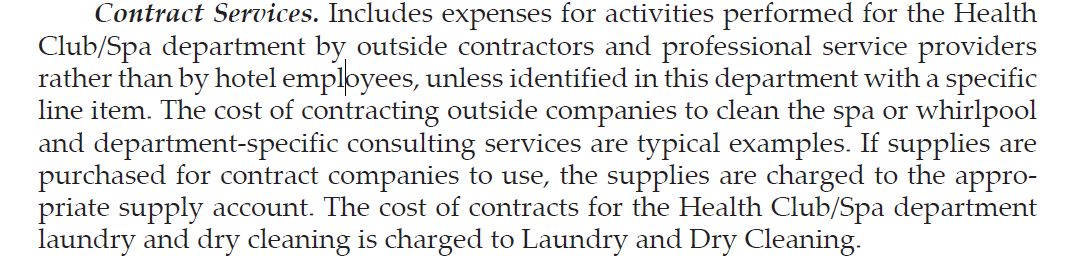 Contract Services. Includes expenses for activities performed for the Health
Club/Spa department by outside contractors and professional service providers
rather than by hotel employees, unless identified in this department with a specific
line item. The cost of contracting outside companies to clean the spa or whirlpool
and department-specific consulting services are typical examples. If supplies are
purchased for contract companies to use, the supplies are charged to the appro-
priate supply account. The cost of contracts for the Health Club/Spa department
laundry and dry cleaning is charged to Laundry and Dry Cleaning.